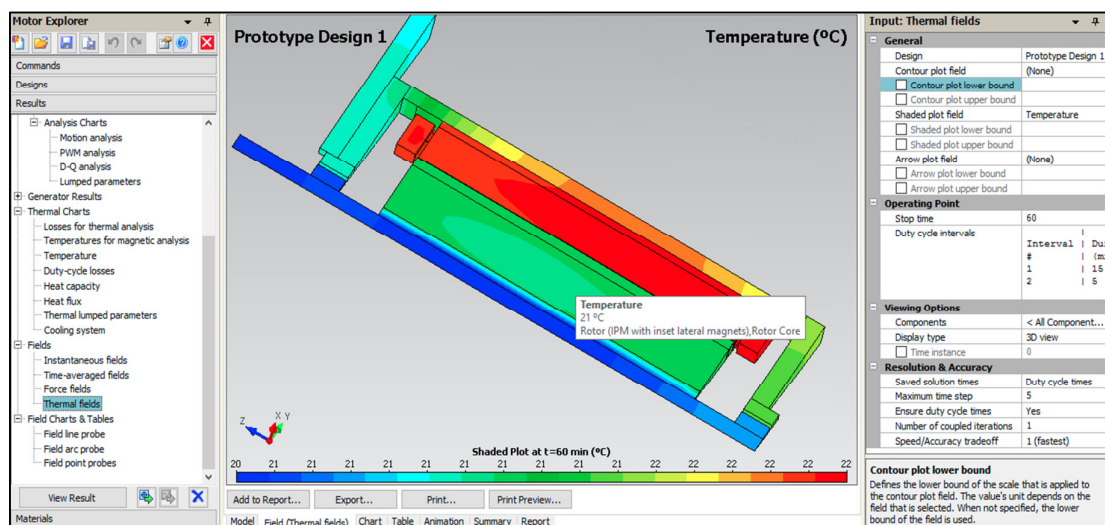 Motor Explorer
Commands
Designs
Results
Analysis Charts
Motion analysis
PWM analysis
D-Q analysis
Lumped parameters
Generator Results
Thermal Charts
Losses for thermal analysis
Temperatures for magnetic analysis
Temperature
Duty-cycle losses
Heat capacity
Heat flux
Thermal lumped parameters
Cooling system
Fields
Instantaneous fields
Time-averaged fields
Force fields
Thermal fields
Field Charts & Tables
Field line probe
Field arc probe
Field point probes
View Result
Materials
Prototype Design 1
Temperature (ºC)
Temperature
21 ºC
Rotor (IPM with inset lateral magnets),Rotor Core
Z X Y
Shaded Plot at t=60 min (ºC)
20 21 21 21 21 21 21 21 21 22 22 22 22 22 22 22
Add to Report... Export... Print... Print Preview...
Model Field (Thermal fields) Chart Table Animation Summary Report
Input: Thermal fields
General
Design Prototype Design 1
Contour plot field (None)
Contour plot lower bound
Contour plot upper bound
Shaded plot field Temperature
Shaded plot lower bound
Shaded plot upper bound
Arrow plot field (None)
Arrow plot lower bound
Arrow plot upper bound
Operating Point
Stop time 60
Duty cycle intervals |
Interval | Du
# | (m
1 | 15
2 | 5
Viewing Options
Components < All Component...
Display type 3D view
Time instance 0
Resolution & Accuracy
Saved solution times Duty cycle times
Maximum time step 5
Ensure duty cycle times Yes
Number of coupled iterations 1
Speed/Accuracy tradeoff 1 (fastest)
Contour plot lower bound
Defines the lower bound of the scale that is applied to
the contour plot field. The value's unit depends on the
field that is selected. When not specified, the lower
bound of the field is used.